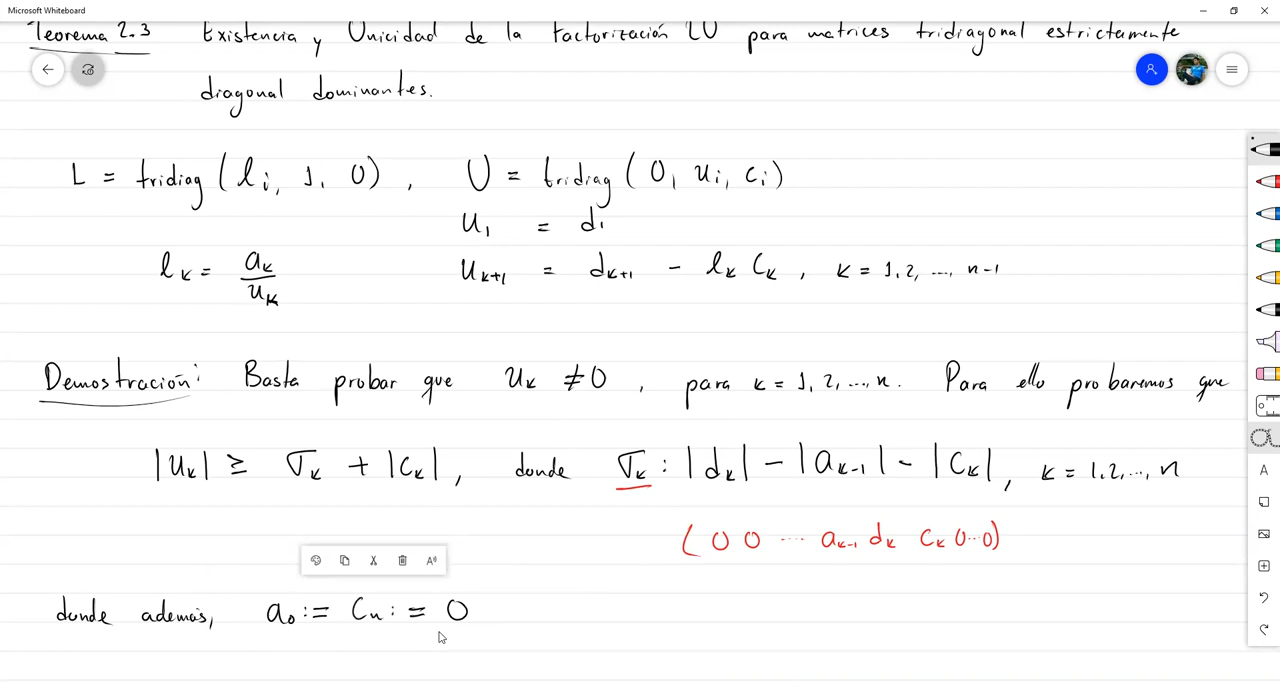 Microsoft Whiteboard
Teorema 2.3 Existencia y Unicidad de la Factorización LU para matrices tridiagonal estrictamente
diagonal dominantes.
L = tridiag(l_i, 1, 0), U = tridiag(0, u_i, c_i)
u_1 = d_1
l_k = a_k/u_k u_{k+1} = d_{k+1} - l_k c_k, k = 1, 2, ..., n-1
Demostración: Basta probar que u_k ≠ 0, para k = 1, 2, ..., n. Para ello probaremos que
|u_k| ≥ σ_k + |c_k|, donde σ_k : |d_k| - |a_{k-1}| - |c_k|, k = 1, 2, ..., n
(0 0 ... a_{k-1} d_k c_k 0...0)
donde además, a_0 := c_n := 0